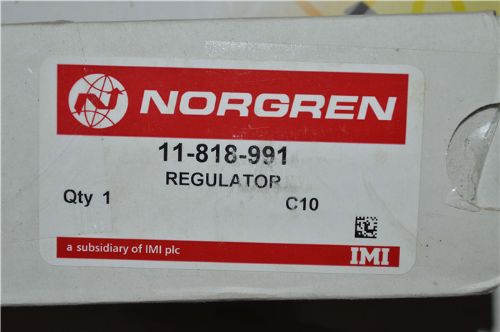 NORGREN
11-818-991
REGULATOR
Qty 1 C10
a subsidiary of IMI plc IMI